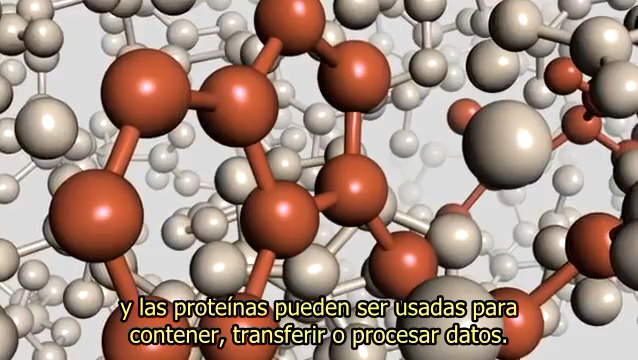 y las proteínas pueden ser usadas para
contener, transferir o procesar datos.